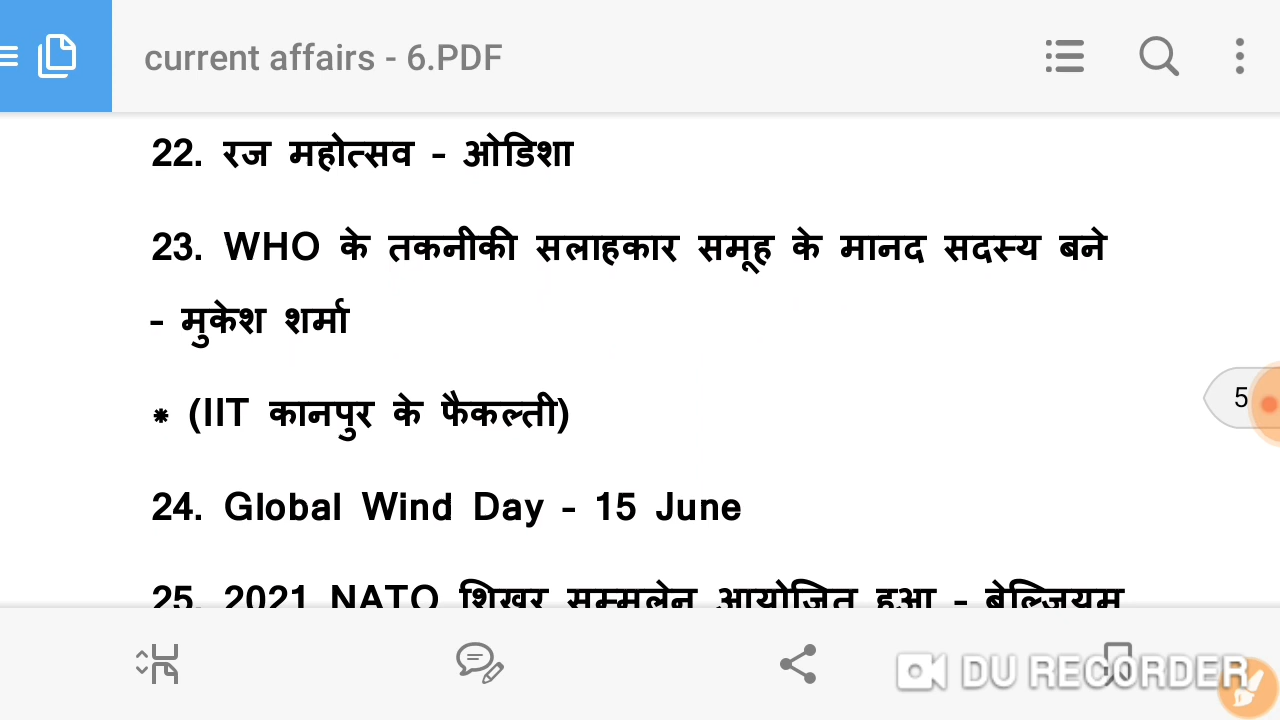 current affairs - 6.PDF
22. रज महोत्सव - ओडिशा
23. WHO के तकनीकी सलाहकार समूह के मानद सदस्य बने
- मुकेश शर्मा
* (IIT कानपुर के फैकल्ती)
5
24. Global Wind Day - 15 June
25. 2021 NATO शिखर सम्मलेन आयोजित हुआ - बेल्जियम
DU RECORDER